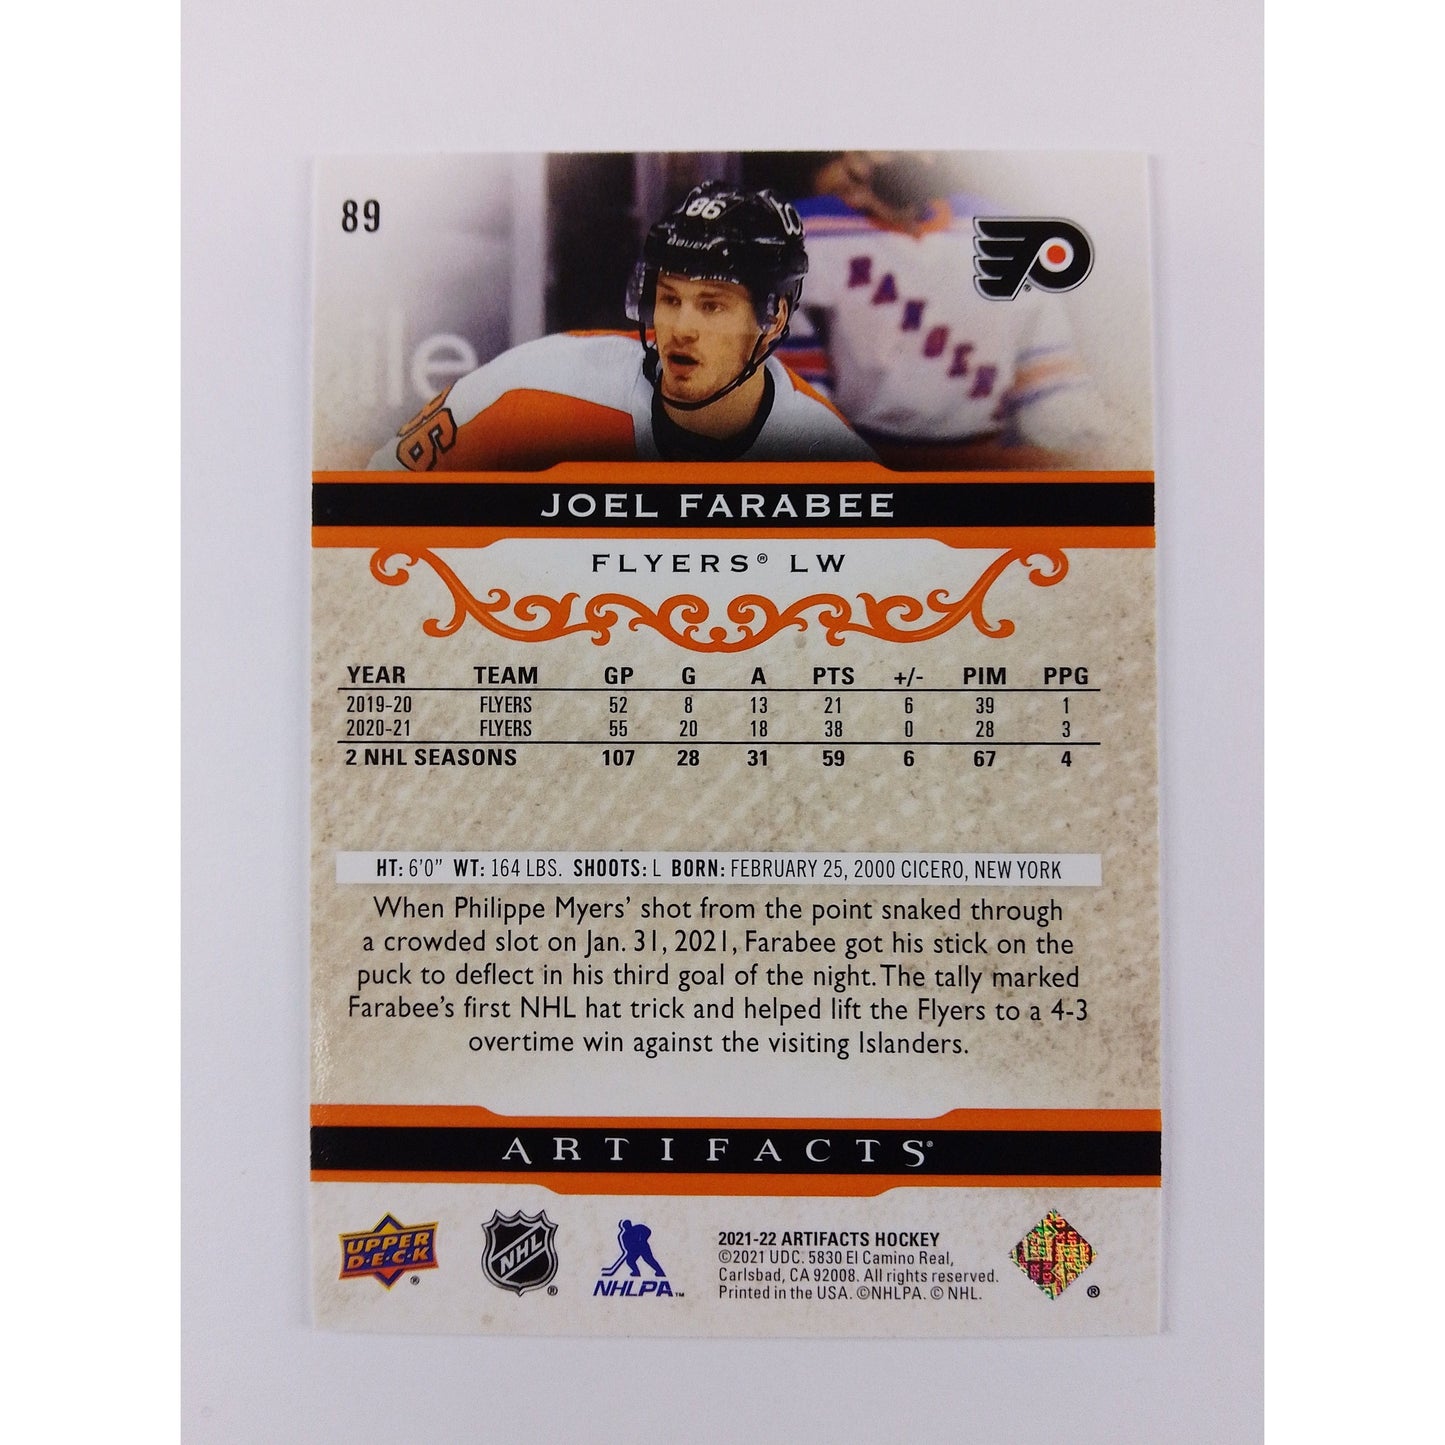 89
86
BAUER
RANGERS
le
86
JOEL FARABEE
FLYERS® LW
YEAR TEAM GP G A PTS +/- PIM PPG
2019-20 FLYERS 52 8 13 21 6 39 1
2020-21 FLYERS 55 20 18 38 0 28 3
2 NHL SEASONS 107 28 31 59 6 67 4
HT: 6'0" WT: 164 LBS. SHOOTS: L BORN: FEBRUARY 25, 2000 CICERO, NEW YORK
When Philippe Myers' shot from the point snaked through
a crowded slot on Jan. 31, 2021, Farabee got his stick on the
puck to deflect in his third goal of the night. The tally marked
Farabee's first NHL hat trick and helped lift the Flyers to a 4-3
overtime win against the visiting Islanders.
ARTIFACTS®
UPPER
D·E·C·K
®
NHL
®
NHLPA™
2021-22 ARTIFACTS HOCKEY
©2021 UDC. 5830 El Camino Real,
Carlsbad, CA 92008. All rights reserved.
Printed in the USA. ©NHLPA. © NHL.
®